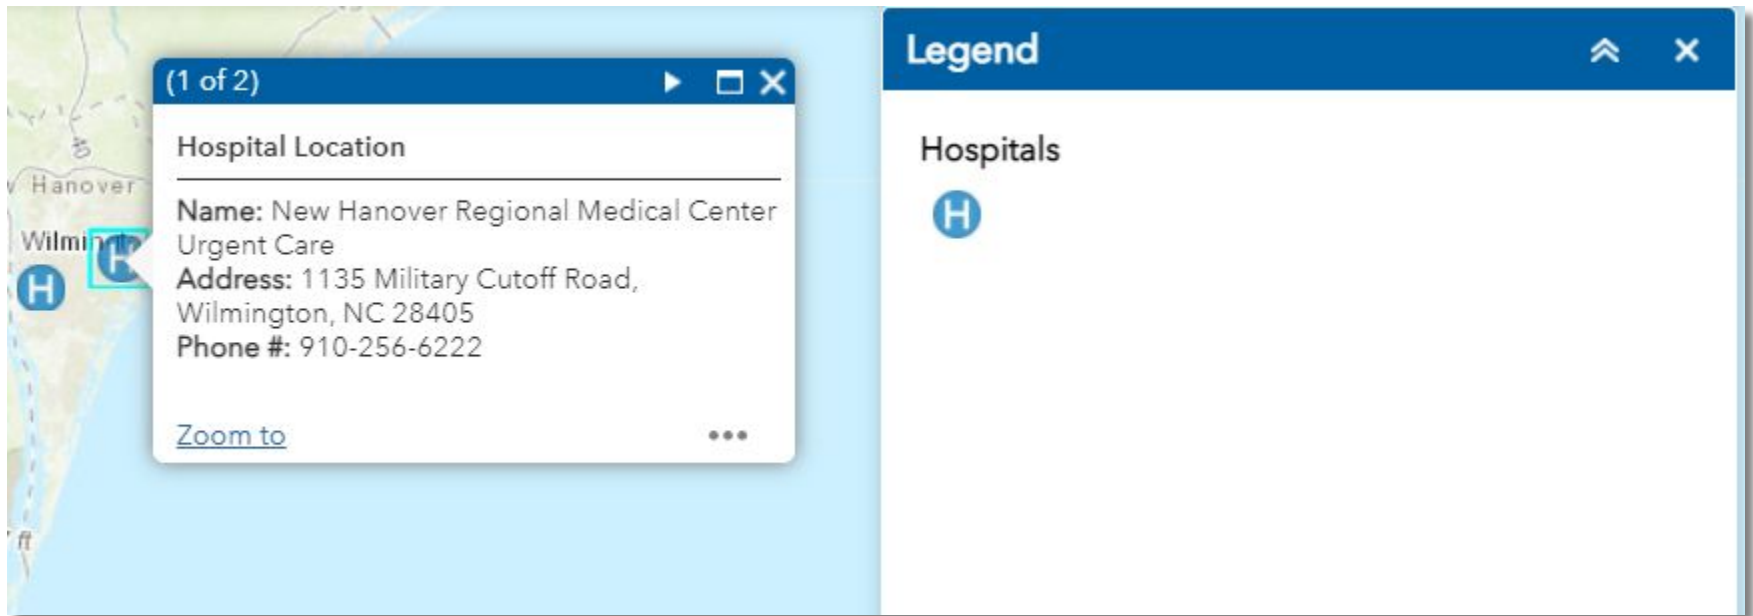 (1 of 2)
Hospital Location
Name: New Hanover Regional Medical Center
Urgent Care
Address: 1135 Military Cutoff Road,
Wilmington, NC 28405
Phone #: 910-256-6222
Zoom to
Hanover
H
H
Legend
Hospitals
H